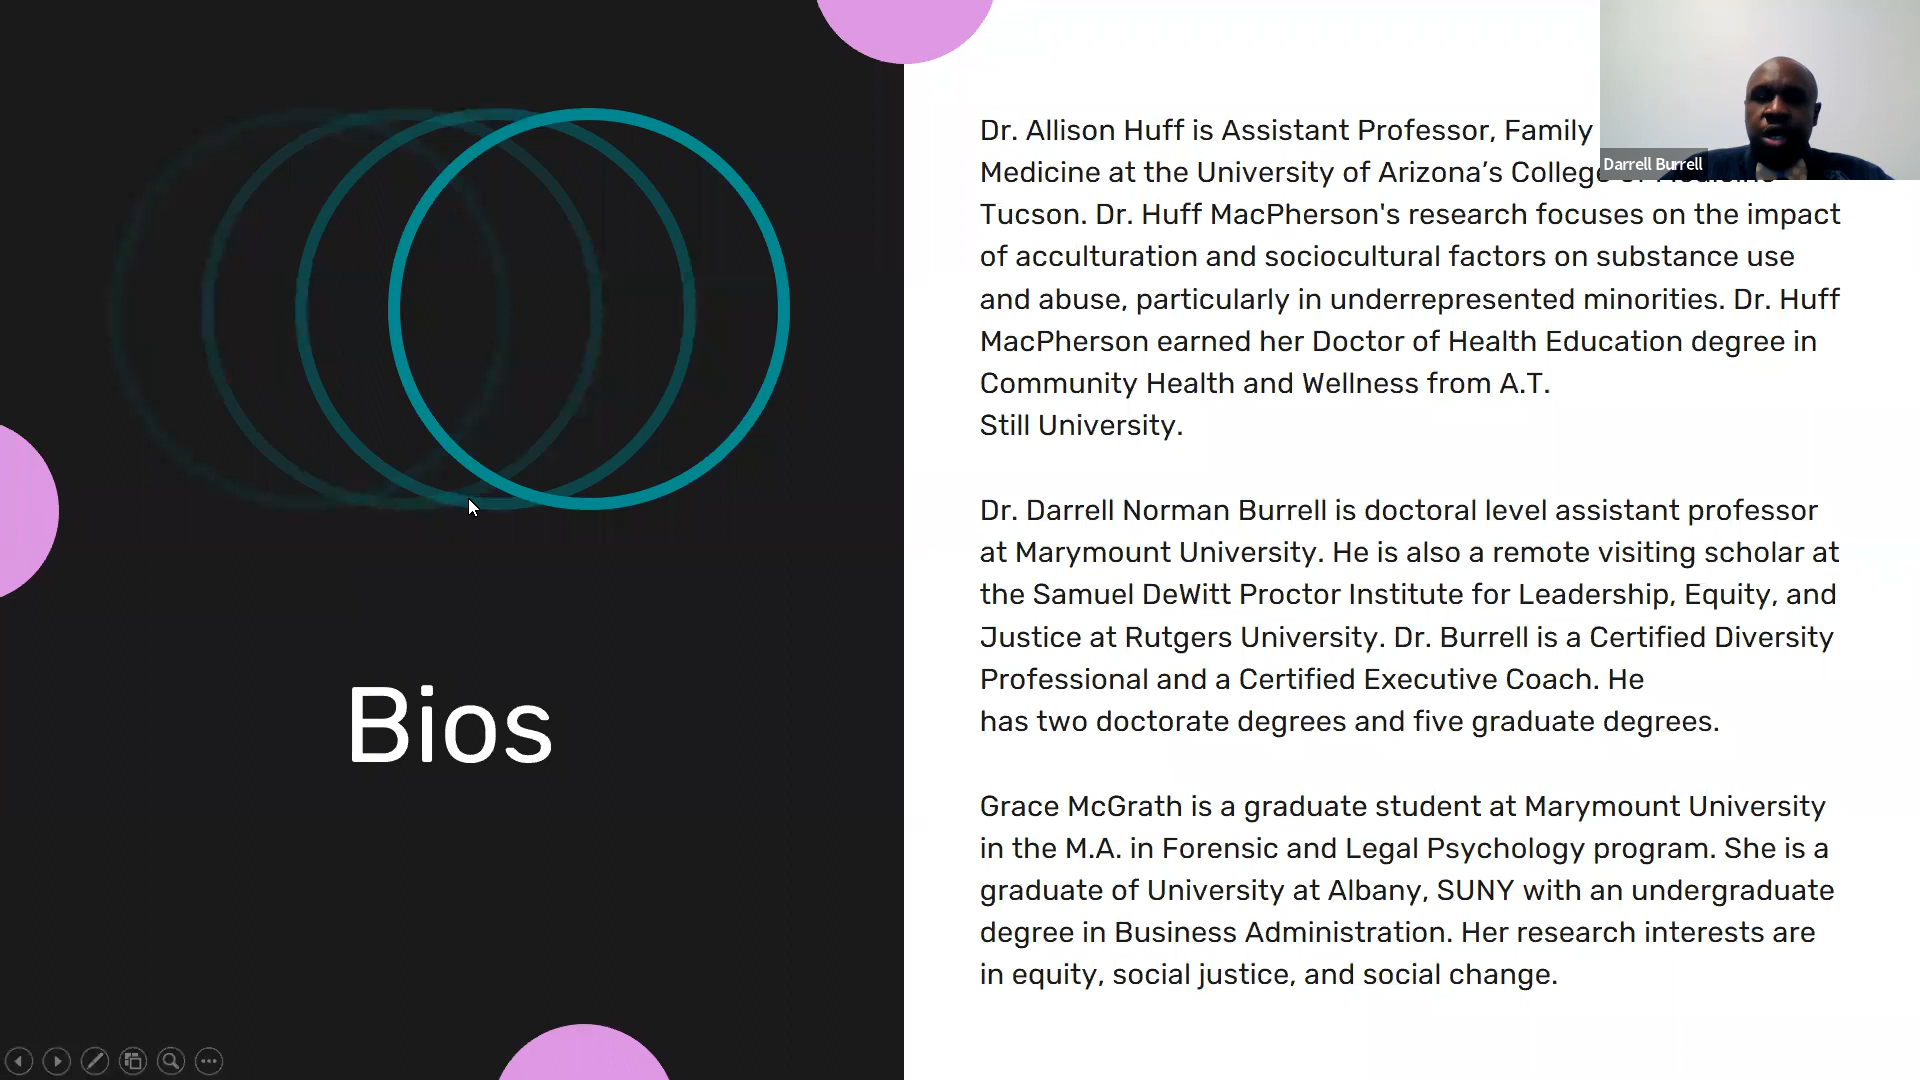 Bios
Dr. Allison Huff is Assistant Professor, Family
Medicine at the University of Arizona’s College
Tucson. Dr. Huff MacPherson's research focuses on the impact
of acculturation and sociocultural factors on substance use
and abuse, particularly in underrepresented minorities. Dr. Huff
MacPherson earned her Doctor of Health Education degree in
Community Health and Wellness from A.T.
Still University.
Dr. Darrell Norman Burrell is doctoral level assistant professor
at Marymount University. He is also a remote visiting scholar at
the Samuel DeWitt Proctor Institute for Leadership, Equity, and
Justice at Rutgers University. Dr. Burrell is a Certified Diversity
Professional and a Certified Executive Coach. He
has two doctorate degrees and five graduate degrees.
Grace McGrath is a graduate student at Marymount University
in the M.A. in Forensic and Legal Psychology program. She is a
graduate of University at Albany, SUNY with an undergraduate
degree in Business Administration. Her research interests are
in equity, social justice, and social change.
Darrell Burrell